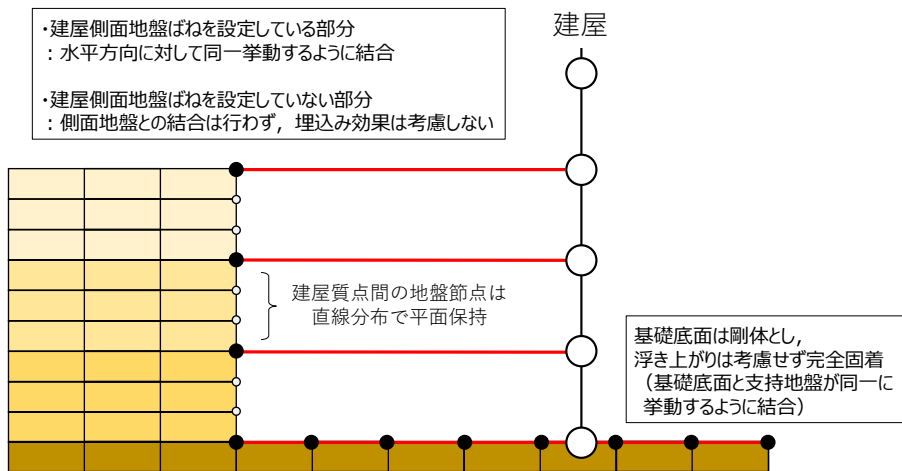 ・建屋側面地盤ばねを設定している部分
：水平方向に対して同一挙動するように結合
・建屋側面地盤ばねを設定していない部分
：側面地盤との結合は行わず，埋込み効果は考慮しない
建屋
建屋質点間の地盤節点は
直線分布で平面保持
基礎底面は剛体とし，
浮き上がりは考慮せず完全固着
（基礎底面と支持地盤が同一に
挙動するように結合）